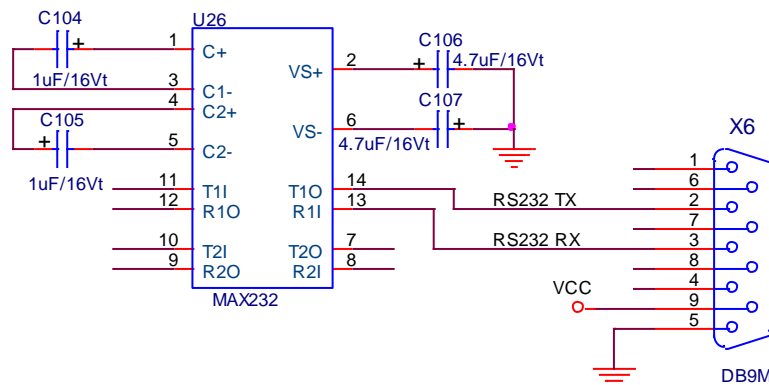 C104
+
1uF/16Vt
C105
+
1uF/16Vt
U26
1 C+
3 C1-
4 C2+
5 C2-
11 T1I
12 R1O
10 T2I
9 R2O
VS+ 2
VS- 6
T1O 14
R1I 13
T2O 7
R2I 8
MAX232
C106
+
4.7uF/16Vt
C107
+
4.7uF/16Vt
RS232 TX
RS232 RX
VCC
X6
1
6
2
7
3
8
4
9
5
DB9M